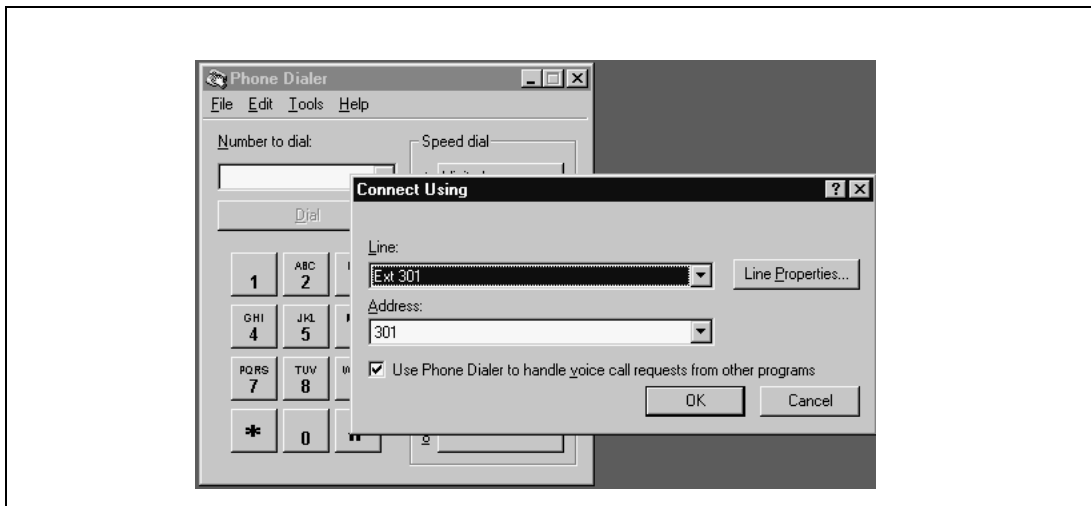 Phone Dialer
File Edit Tools Help
Number to dial:
Speed dial
Dial
1
ABC
2
GHI
4
JKL
5
PQRS
7
TUV
8
*
0
8
Connect Using
Line:
Ext 301
Line Properties...
Address:
301
Use Phone Dialer to handle voice call requests from other programs
OK
Cancel